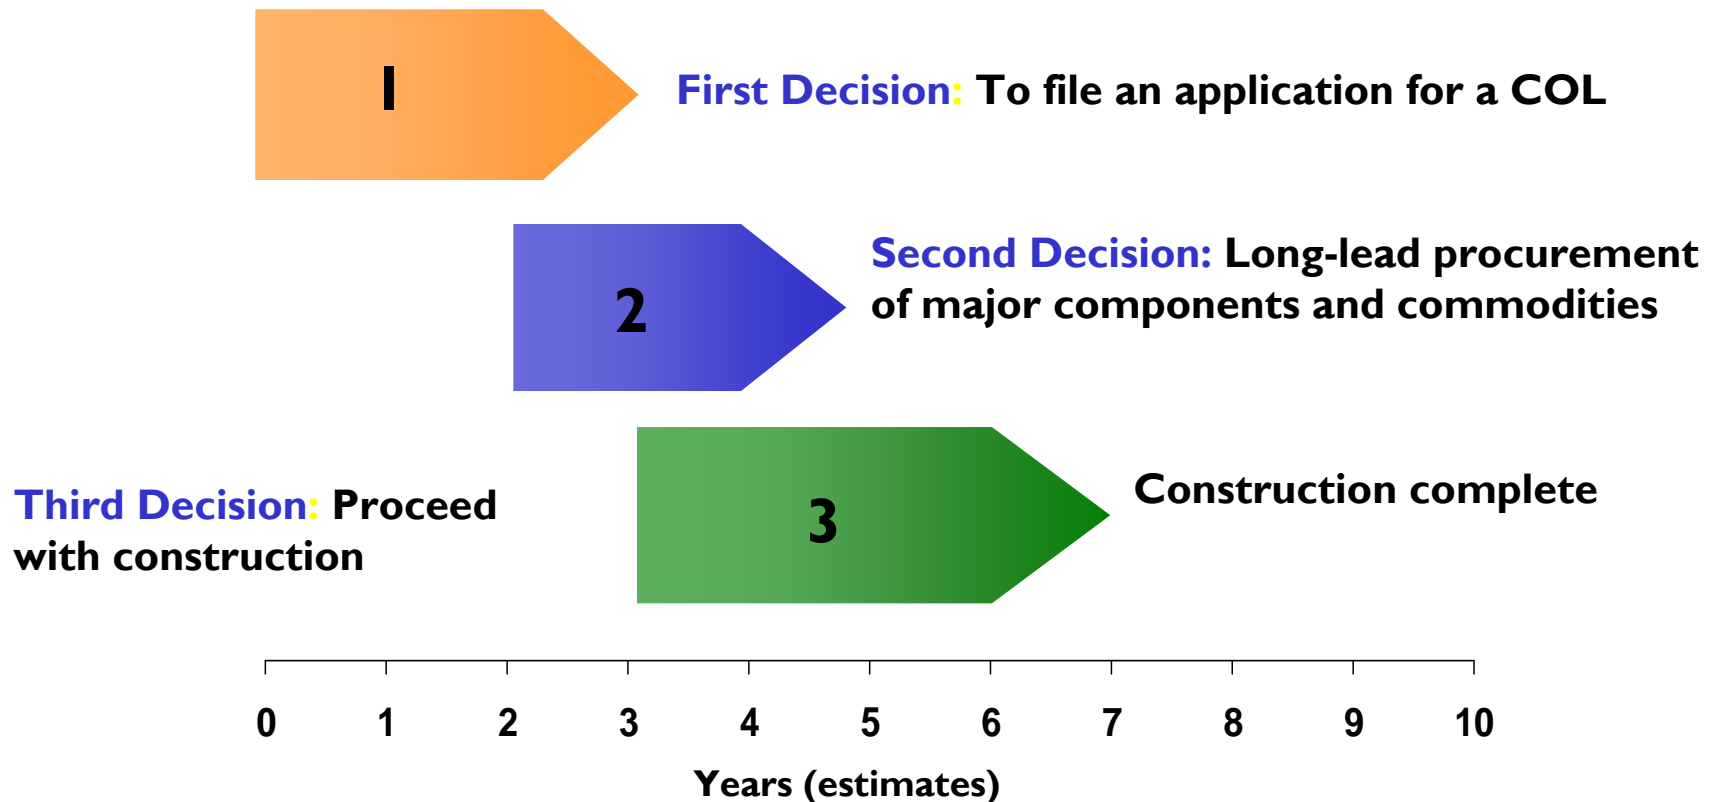 1
First Decision: To file an application for a COL
2
Second Decision: Long-lead procurement
of major components and commodities
3
Third Decision: Proceed
with construction
Construction complete
0 1 2 3 4 5 6 7 8 9 10
Years (estimates)